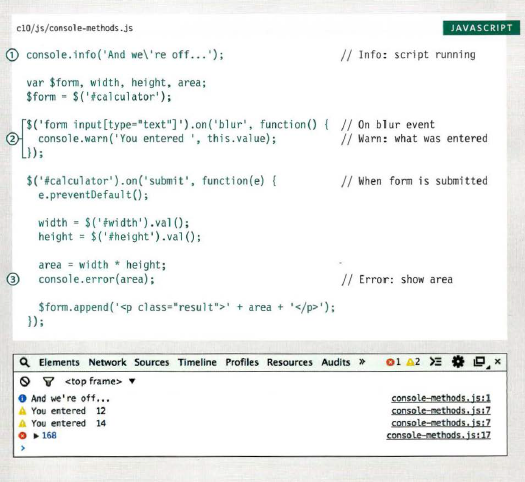 c10/js/console-methods.js
JAVASCRIPT
1 console.info('And we\'re off...'); // Info: script running
var $form, width, height, area;
$form = $('#calculator');
$('form input[type="text"]').on('blur', function() { // On blur event
2 console.warn('You entered ', this.value); // Warn: what was entered
});
$('#calculator').on('submit', function(e) { // When form is submitted
e.preventDefault();
width = $('#width').val();
height = $('#height').val();
area = width * height;
3 console.error(area); // Error: show area
$form.append('<p class="result">' + area + '</p>');
});
Elements Network Sources Timeline Profiles Resources Audits » 1 2
<top frame> ▼
And we're off... console-methods.js:1
You entered 12 console-methods.js:7
You entered 14 console-methods.js:7
▶ 168 console-methods.js:17
>